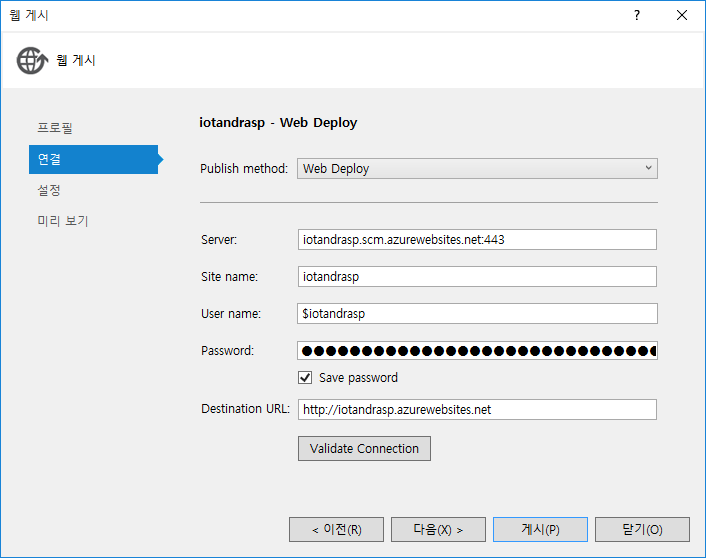 웹 게시
?
웹 게시
프로필
연결
설정
미리 보기
iotandrasp - Web Deploy
Publish method: Web Deploy
Server: iotandrasp.scm.azurewebsites.net:443
Site name: iotandrasp
User name: $iotandrasp
Password: ●●●●●●●●●●●●●●●●●●●●●●●●●●●●●●
Save password
Destination URL: http://iotandrasp.azurewebsites.net
Validate Connection
< 이전(R) 다음(X) > 게시(P) 닫기(O)